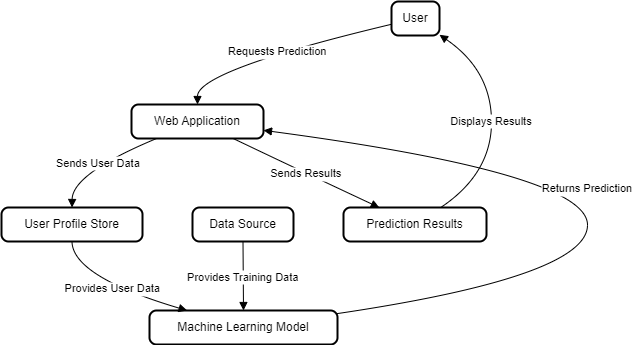 User
Requests Prediction
Web Application
Displays Results
Sends User Data
Sends Results
Returns Prediction
User Profile Store
Data Source
Prediction Results
Provides Training Data
Provides User Data
Machine Learning Model